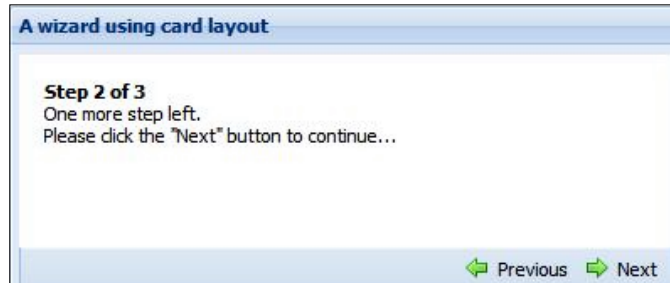 A wizard using card layout
Step 2 of 3
One more step left.
Please click the "Next" button to continue...
Previous Next